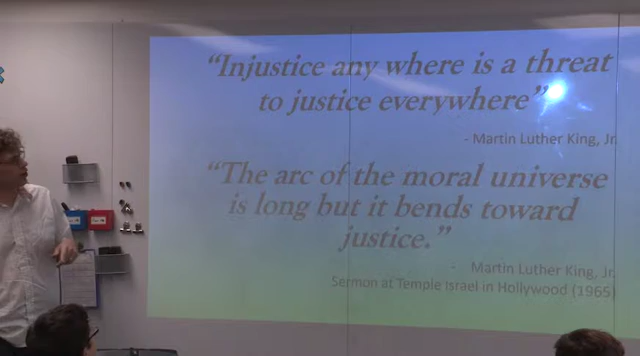 “Injustice any where is a threat
to justice everywhere”
- Martin Luther King, Jr.
“The arc of the moral universe
is long but it bends toward
justice.”
- Martin Luther King, Jr.
Sermon at Temple Israel in Hollywood (1965)